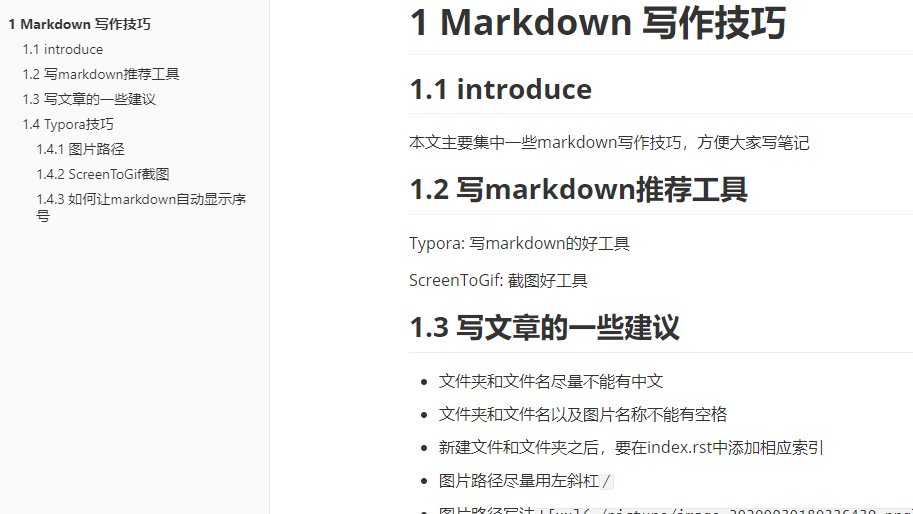 1 Markdown 写作技巧
1.1 introduce
1.2 写markdown推荐工具
1.3 写文章的一些建议
1.4 Typora技巧
1.4.1 图片路径
1.4.2 ScreenToGif截图
1.4.3 如何让markdown自动显示序
号
1 Markdown 写作技巧
1.1 introduce
本文主要集中一些markdown写作技巧，方便大家写笔记
1.2 写markdown推荐工具
Typora: 写markdown的好工具
ScreenToGif: 截图好工具
1.3 写文章的一些建议
文件夹和文件名尽量不能有中文
文件夹和文件名以及图片名称不能有空格
新建文件和文件夹之后，要在index.rst中添加相应索引
图片路径尽量用左斜杠/
图片路径写法